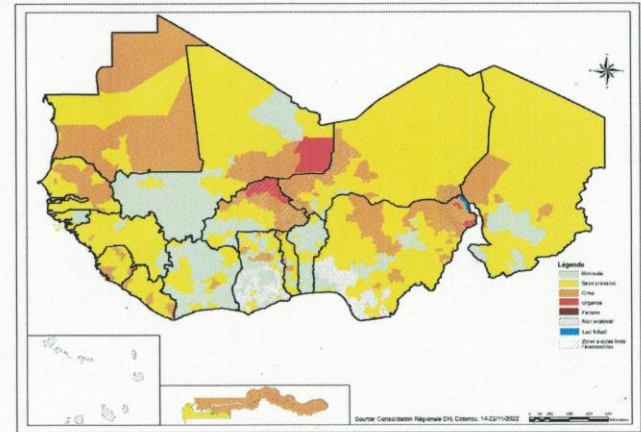 Légende
Minimale
Sous pression
Crise
Urgence
Famine
Non analysée
Lac Tchad
Zones à accès limité
Source: Consolidation Régionale CH, Cotonou, 14-22/11/2022